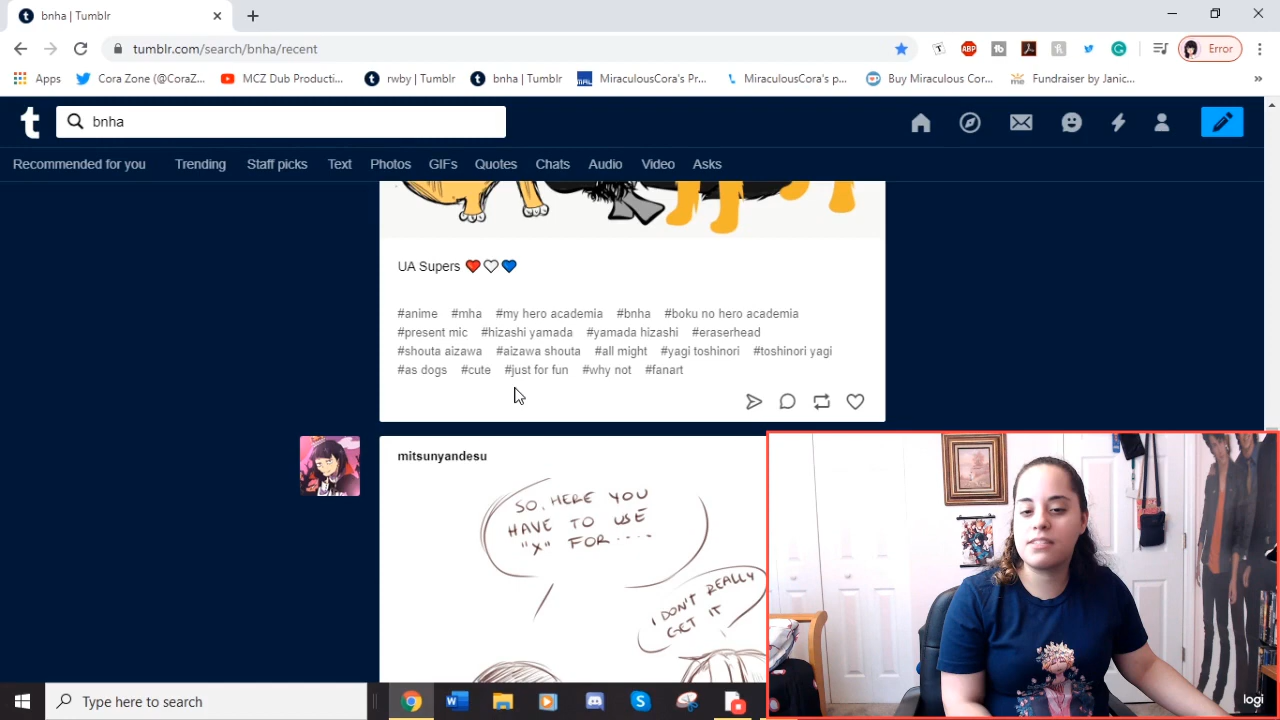 bnha | Tumblr
tumblr.com/search/bnha/recent
Error
Apps
Cora Zone (@CoraZ...
MCZ Dub Producti...
rwby | Tumblr
bnha | Tumblr
MiraculousCora's Pr...
MiraculousCora's p...
Buy Miraculous Cor...
Fundraiser by Janic...
bnha
Recommended for you Trending Staff picks Text Photos GIFs Quotes Chats Audio Video Asks
UA Supers
#anime #mha #my hero academia #bnha #boku no hero academia
#present mic #hizashi yamada #yamada hizashi #eraserhead
#shouta aizawa #aizawa shouta #all might #yagi toshinori #toshinori yagi
#as dogs #cute #just for fun #why not #fanart
mitsunyandesu
SO, HERE YOU
HAVE TO USE
"X" FOR....
I DON'T REALLY
GET IT
Type here to search
logi